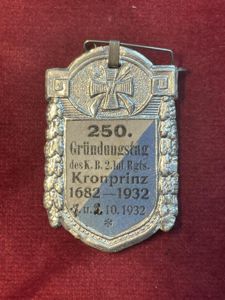 250.
Gründungstag
des K. B. 2. Inf. Rgts.
Kronprinz
1682–1932
1. u. 2. 10. 1932